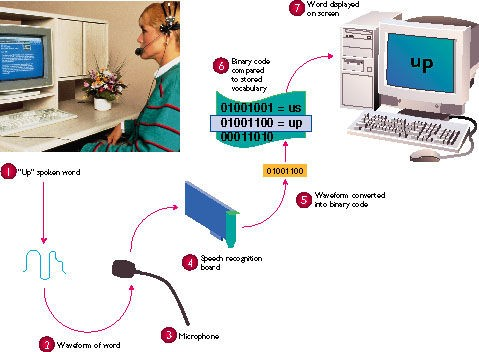 1 "Up" spoken word
2 Waveform of word
3 Microphone
4 Speech recognition
board
5 Waveform converted
into binary code
01001100
6 Binary code
compared
to stored
vocabulary
01001001 = us
01001100 = up
00011010
7 Word displayed
on screen
up